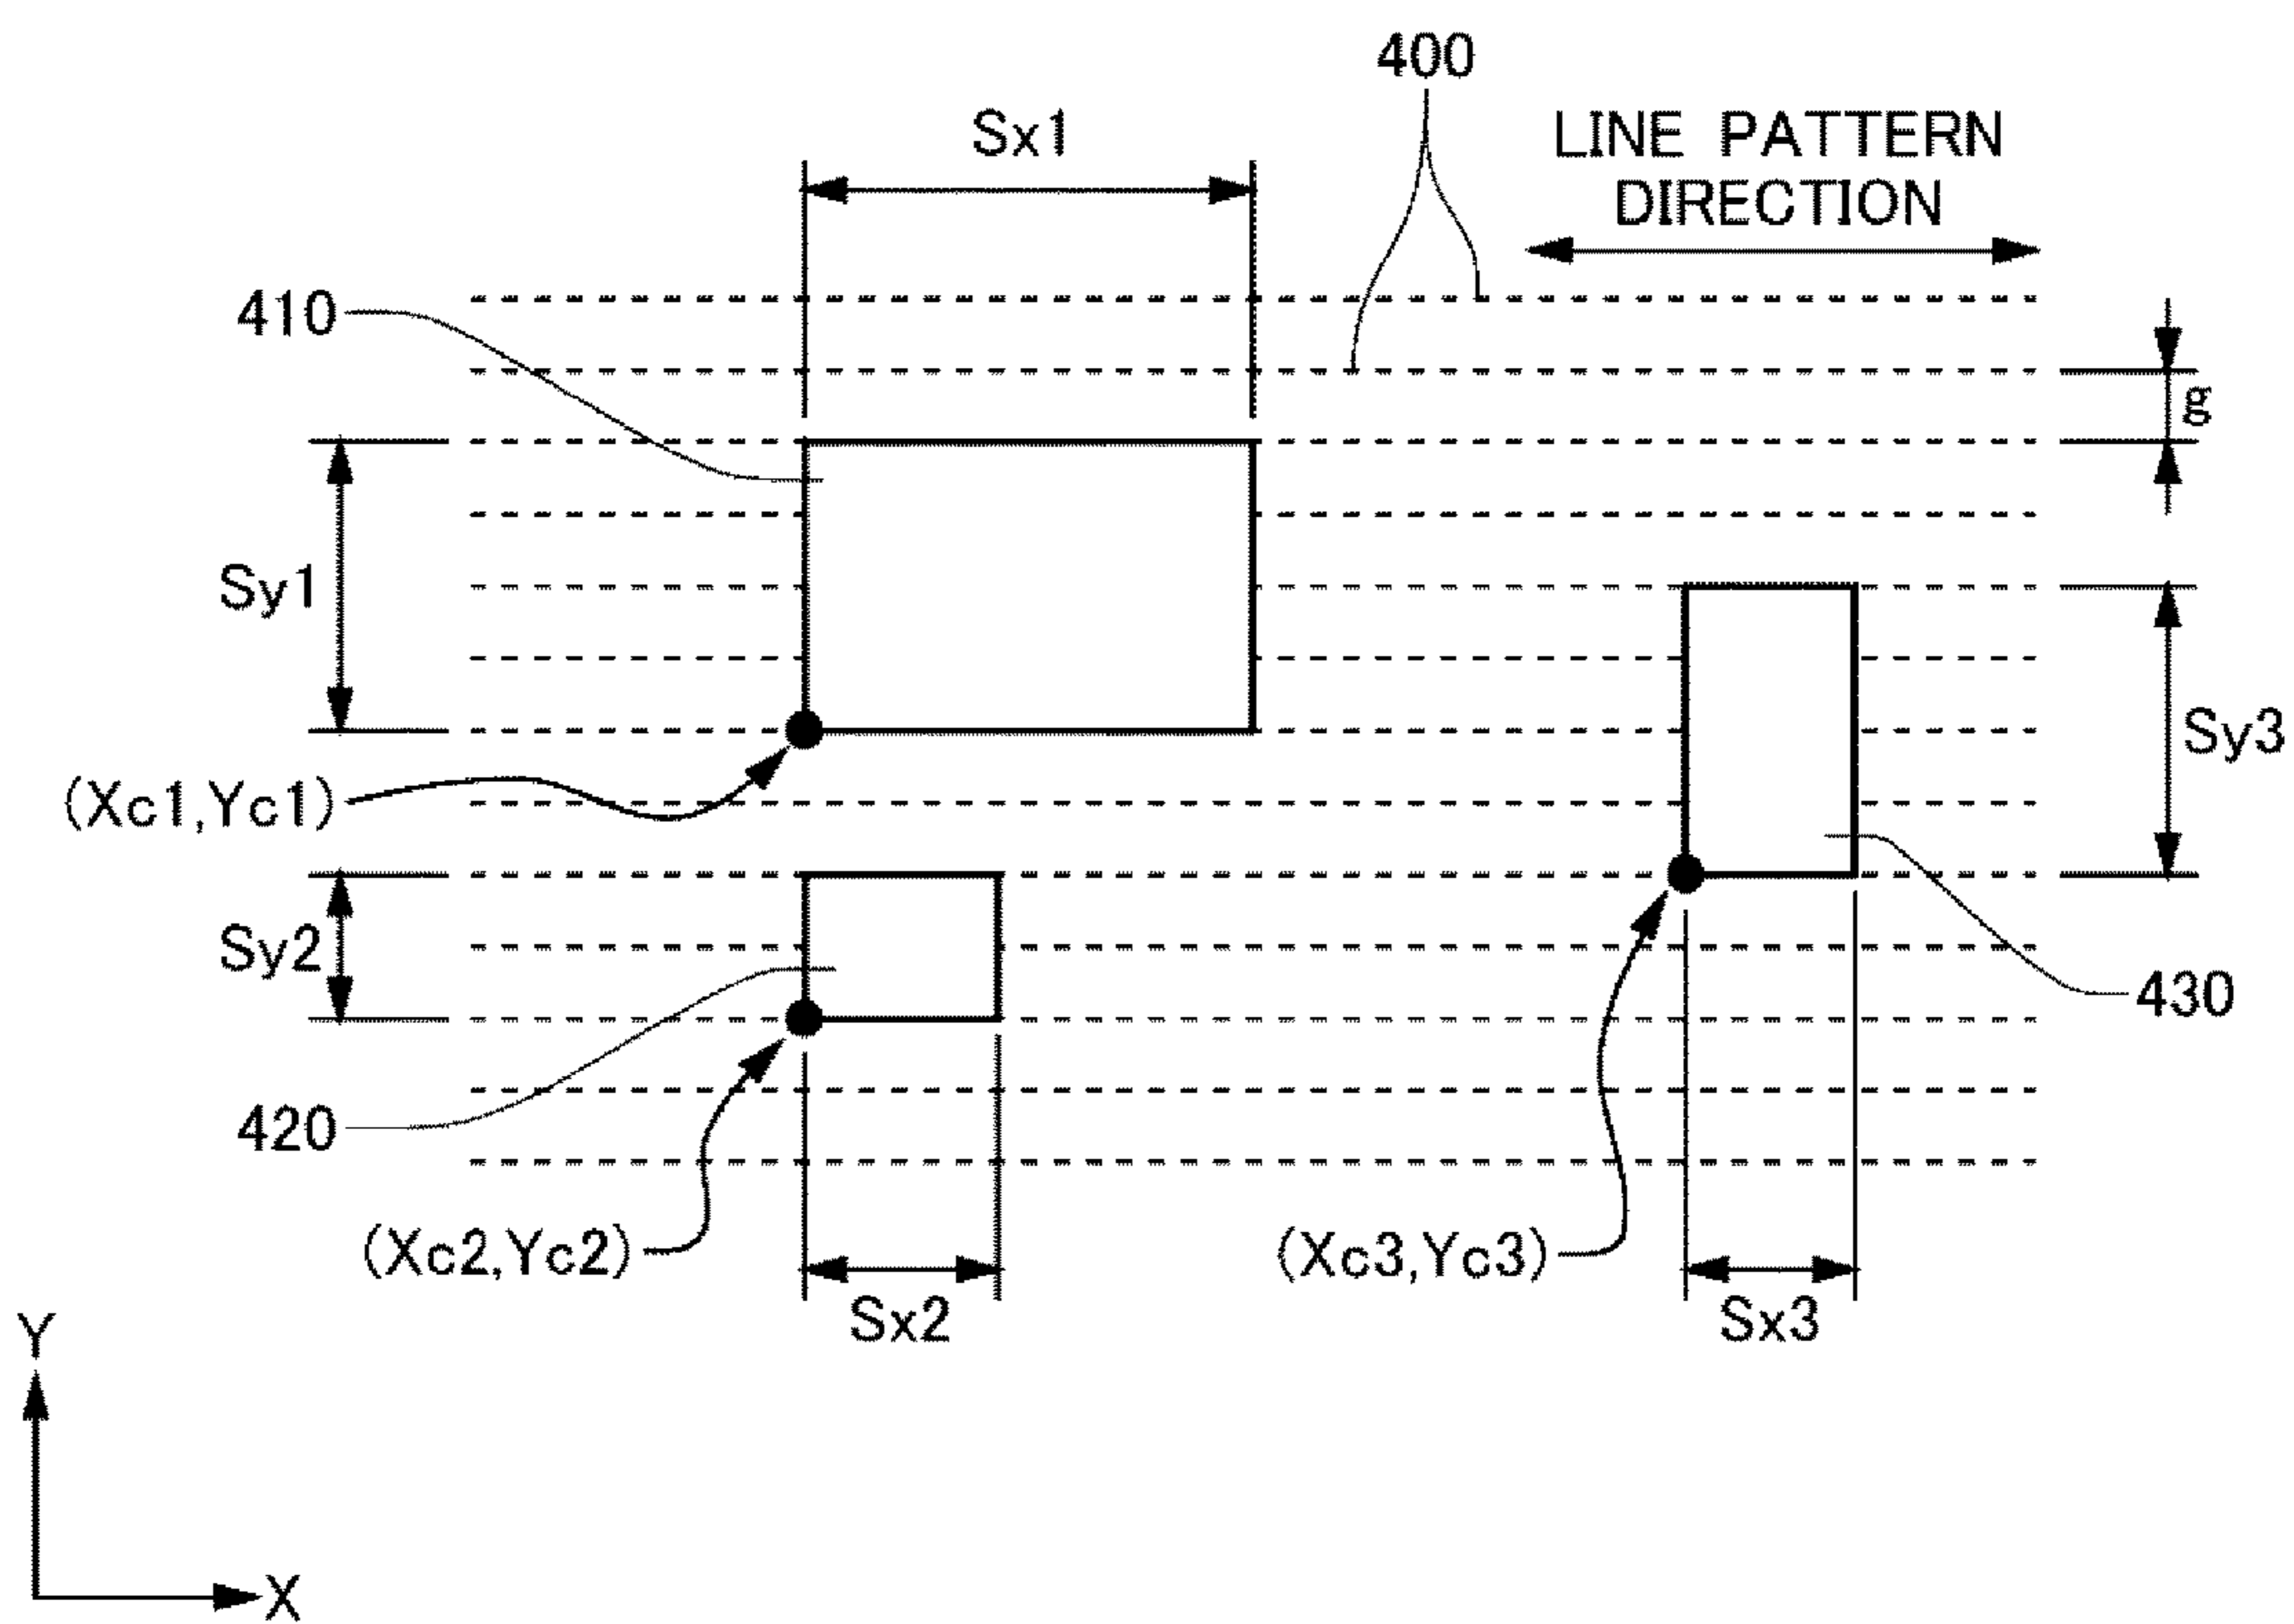 400
Sx1
LINE PATTERN
DIRECTION
410
g
Sy1
Sy3
(Xc1,Yc1)
Sy2
430
420
(Xc2,Yc2)
(Xc3,Yc3)
Sx2
Sx3
Y
X